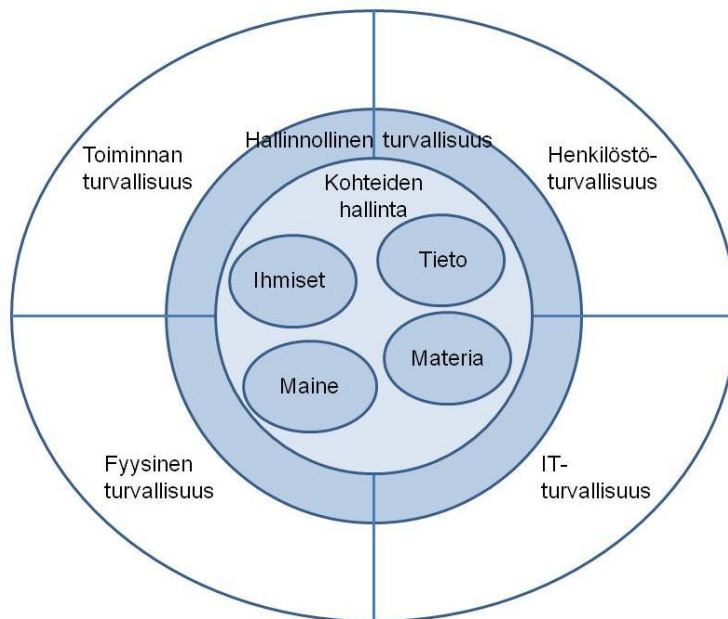 Hallinnollinen turvallisuus
Toiminnan
turvallisuus
Henkilöstö-
turvallisuus
Kohteiden
hallinta
Ihmiset
Tieto
Maine
Materia
Fyysinen
turvallisuus
IT-
turvallisuus